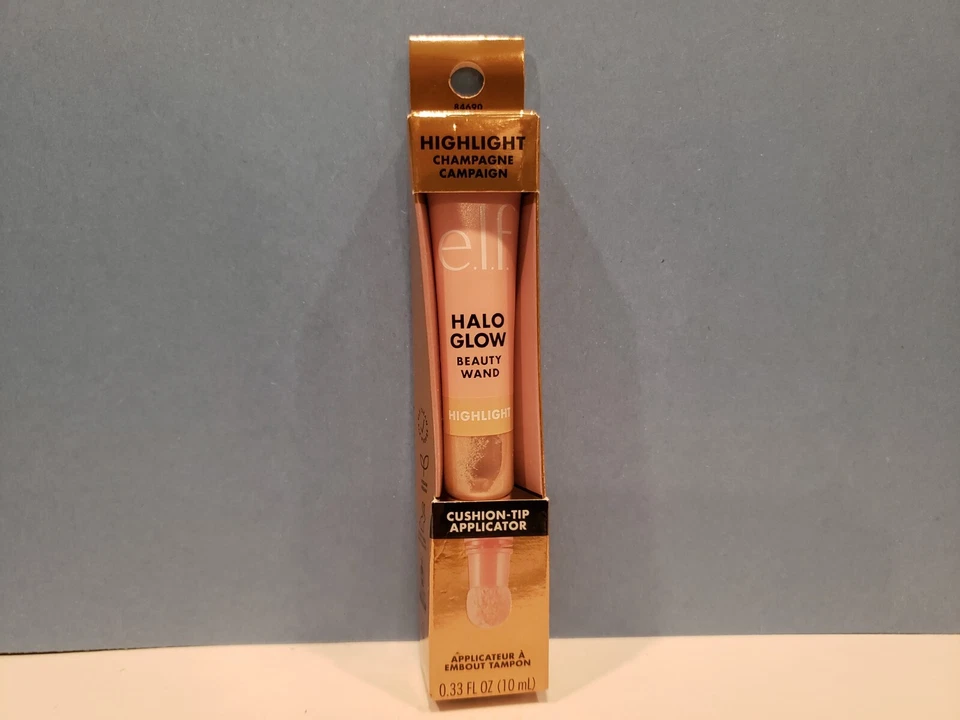 84690
HIGHLIGHT
CHAMPAGNE
CAMPAIGN
e.l.f.
HALO
GLOW
BEAUTY
WAND
HIGHLIGHT
CUSHION-TIP
APPLICATOR
APPLICATEUR À
EMBOUT TAMPON
0.33 FL OZ (10 mL)